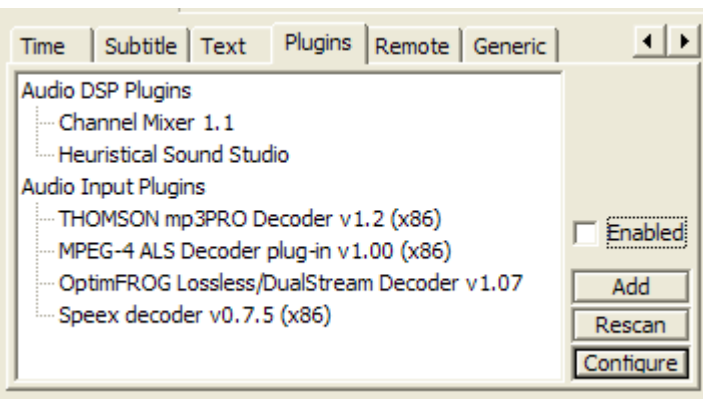 Time Subtitle Text Plugins Remote Generic
Audio DSP Plugins
Channel Mixer 1.1
Heuristical Sound Studio
Audio Input Plugins
THOMSON mp3PRO Decoder v1.2 (x86)
MPEG-4 ALS Decoder plug-in v1.00 (x86)
OptimFROG Lossless/DualStream Decoder v1.07
Speex decoder v0.7.5 (x86)
Enabled
Add
Rescan
Configure